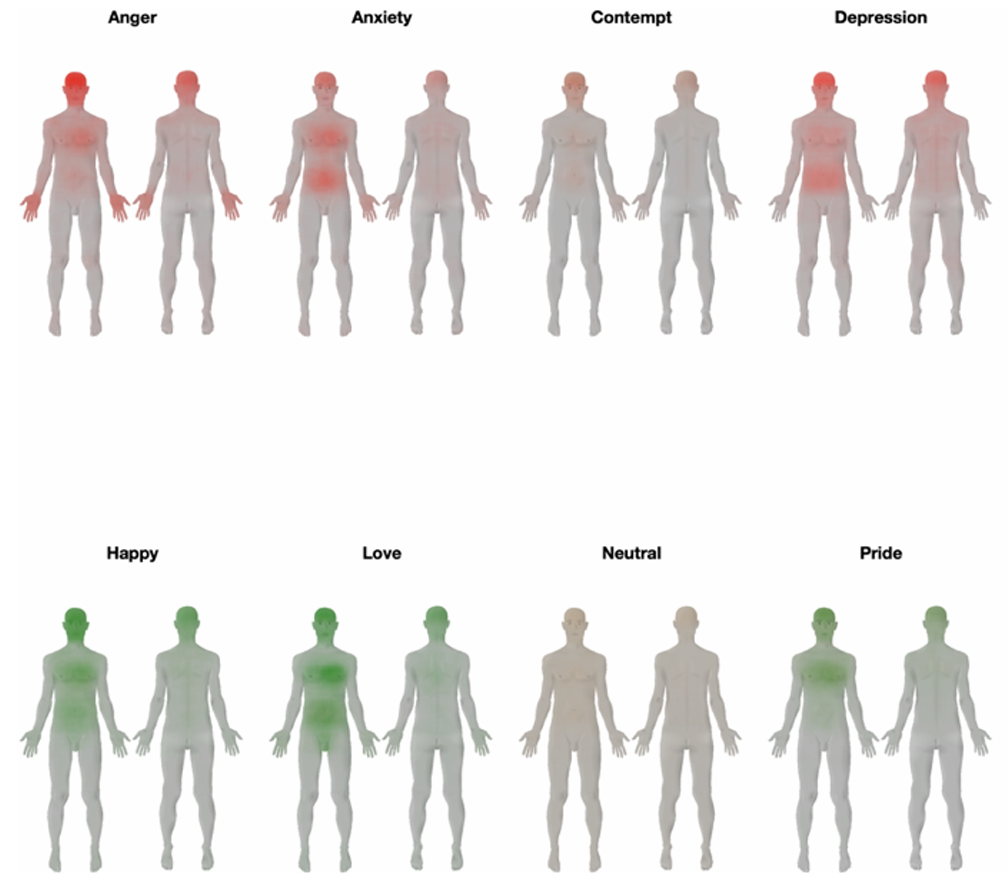 Anger
Anxiety
Contempt
Depression
Happy
Love
Neutral
Pride